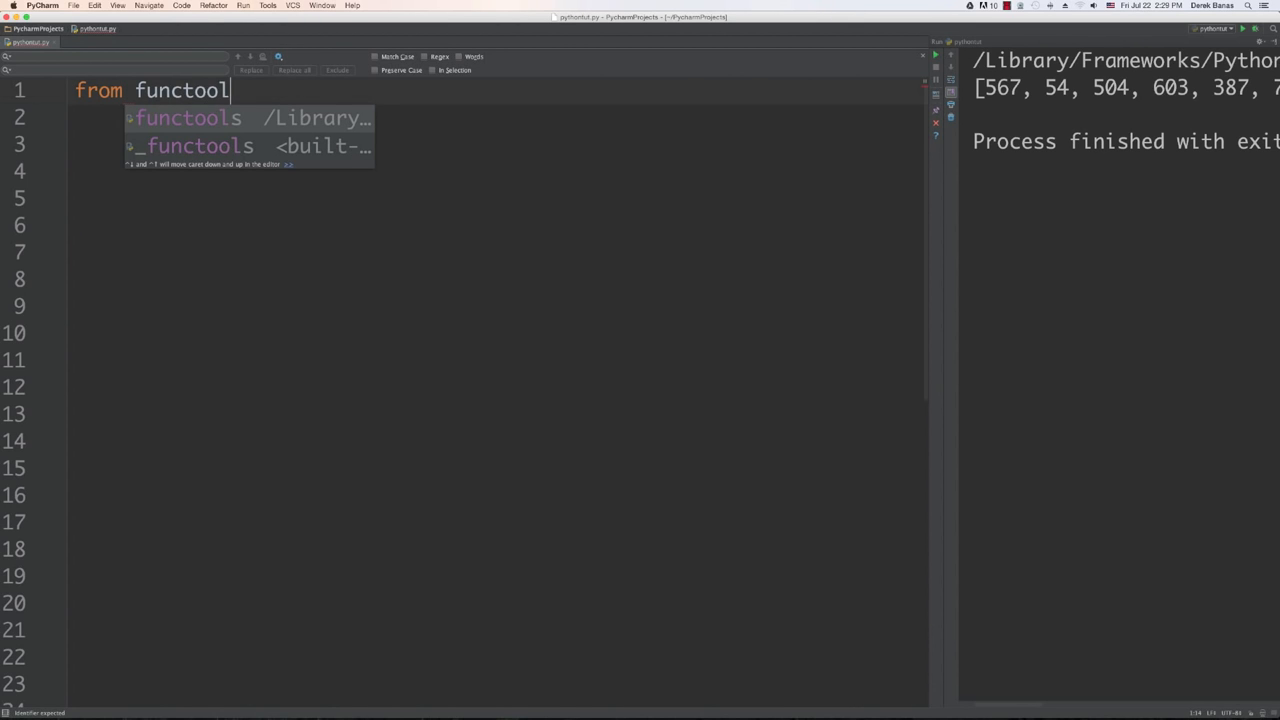 PyCharm File Edit View Navigate Code Refactor Run Tools VCS Window Help 10 Fri Jul 22 2:29 PM Derek Banas
pythontut.py - PycharmProjects - [~/PycharmProjects]
PycharmProjects pythontut.py pythontut
pythontut.py Run pythontut
Match Case Regex Words
Replace Replace all Exclude Preserve Case In Selection
/Library/Frameworks/Pytho
1 from functool
[567, 54, 504, 603, 387, 7
2 functools /Library...
3 _functools <built-...
Process finished with exit
^↓ and ^↑ will move caret down and up in the editor >>
4
5
6
7
8
9
10
11
12
13
14
15
16
17
18
19
20
21
22
23
24
Identifier expected 1:14 LF÷ UTF-8÷